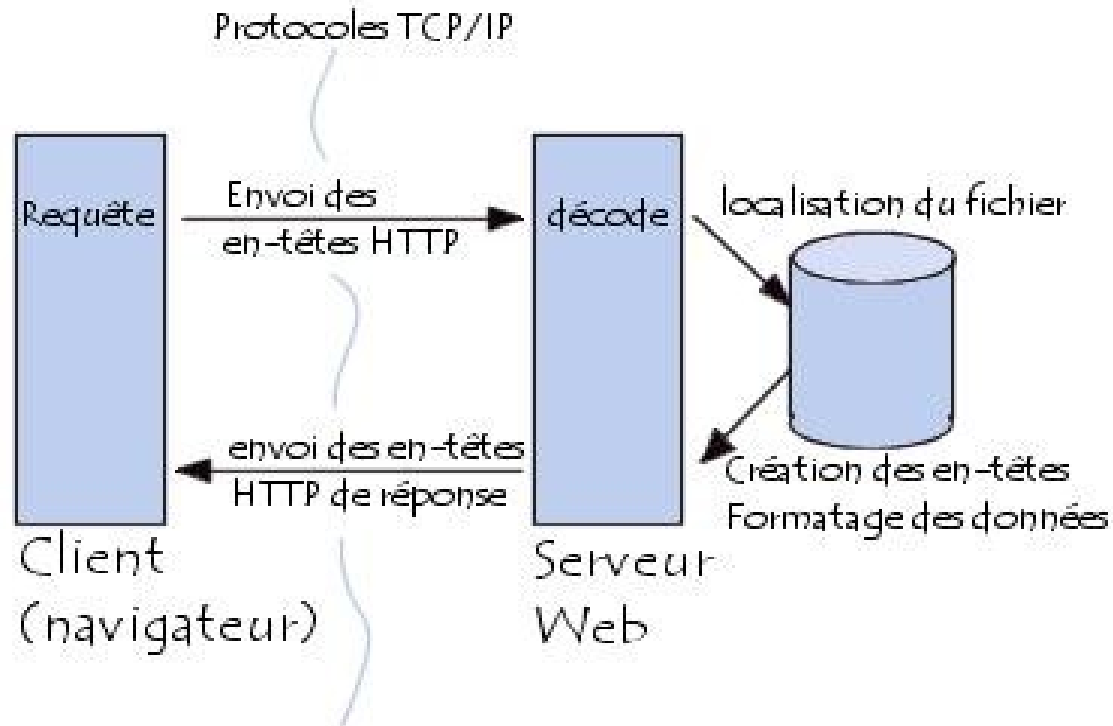 Protocoles TCP/IP
Requête
Envoi des
en-têtes HTTP
décode
localisation du fichier
envoi des en-têtes
HTTP de réponse
Création des en-têtes
Formatage des données
Client
(navigateur)
Serveur
Web